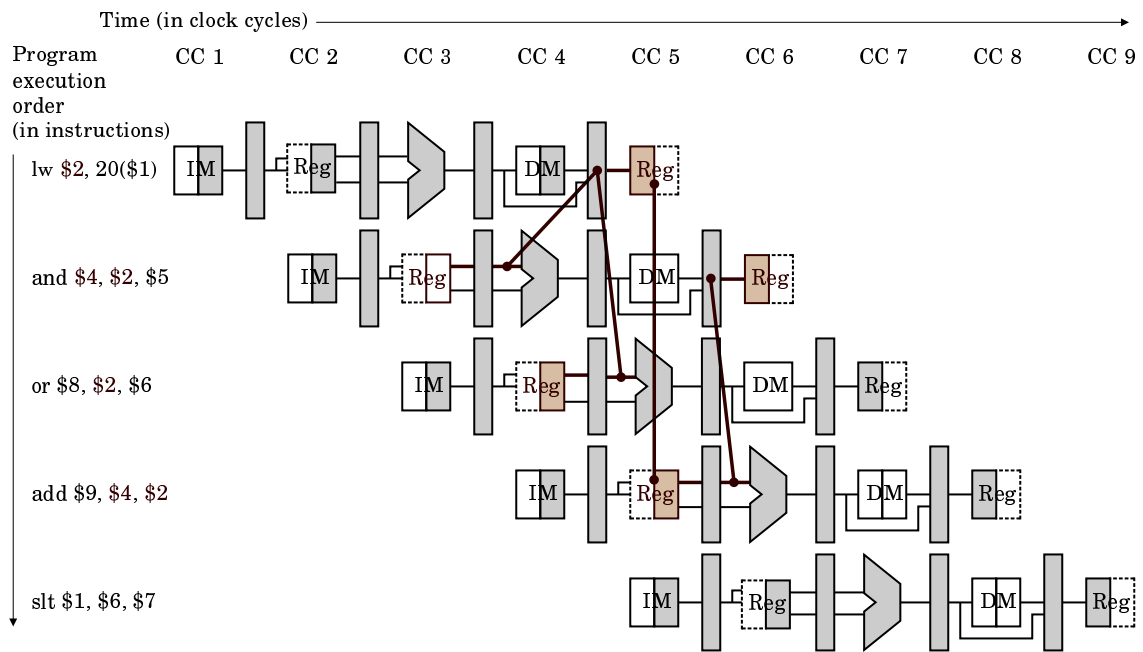 Time (in clock cycles)
Program
execution
order
(in instructions)
CC 1 CC 2 CC 3 CC 4 CC 5 CC 6 CC 7 CC 8 CC 9
lw $2, 20($1) IM Reg DM Reg
and $4, $2, $5 IM Reg DM Reg
or $8, $2, $6 IM Reg DM Reg
add $9, $4, $2 IM Reg DM Reg
slt $1, $6, $7 IM Reg DM Reg